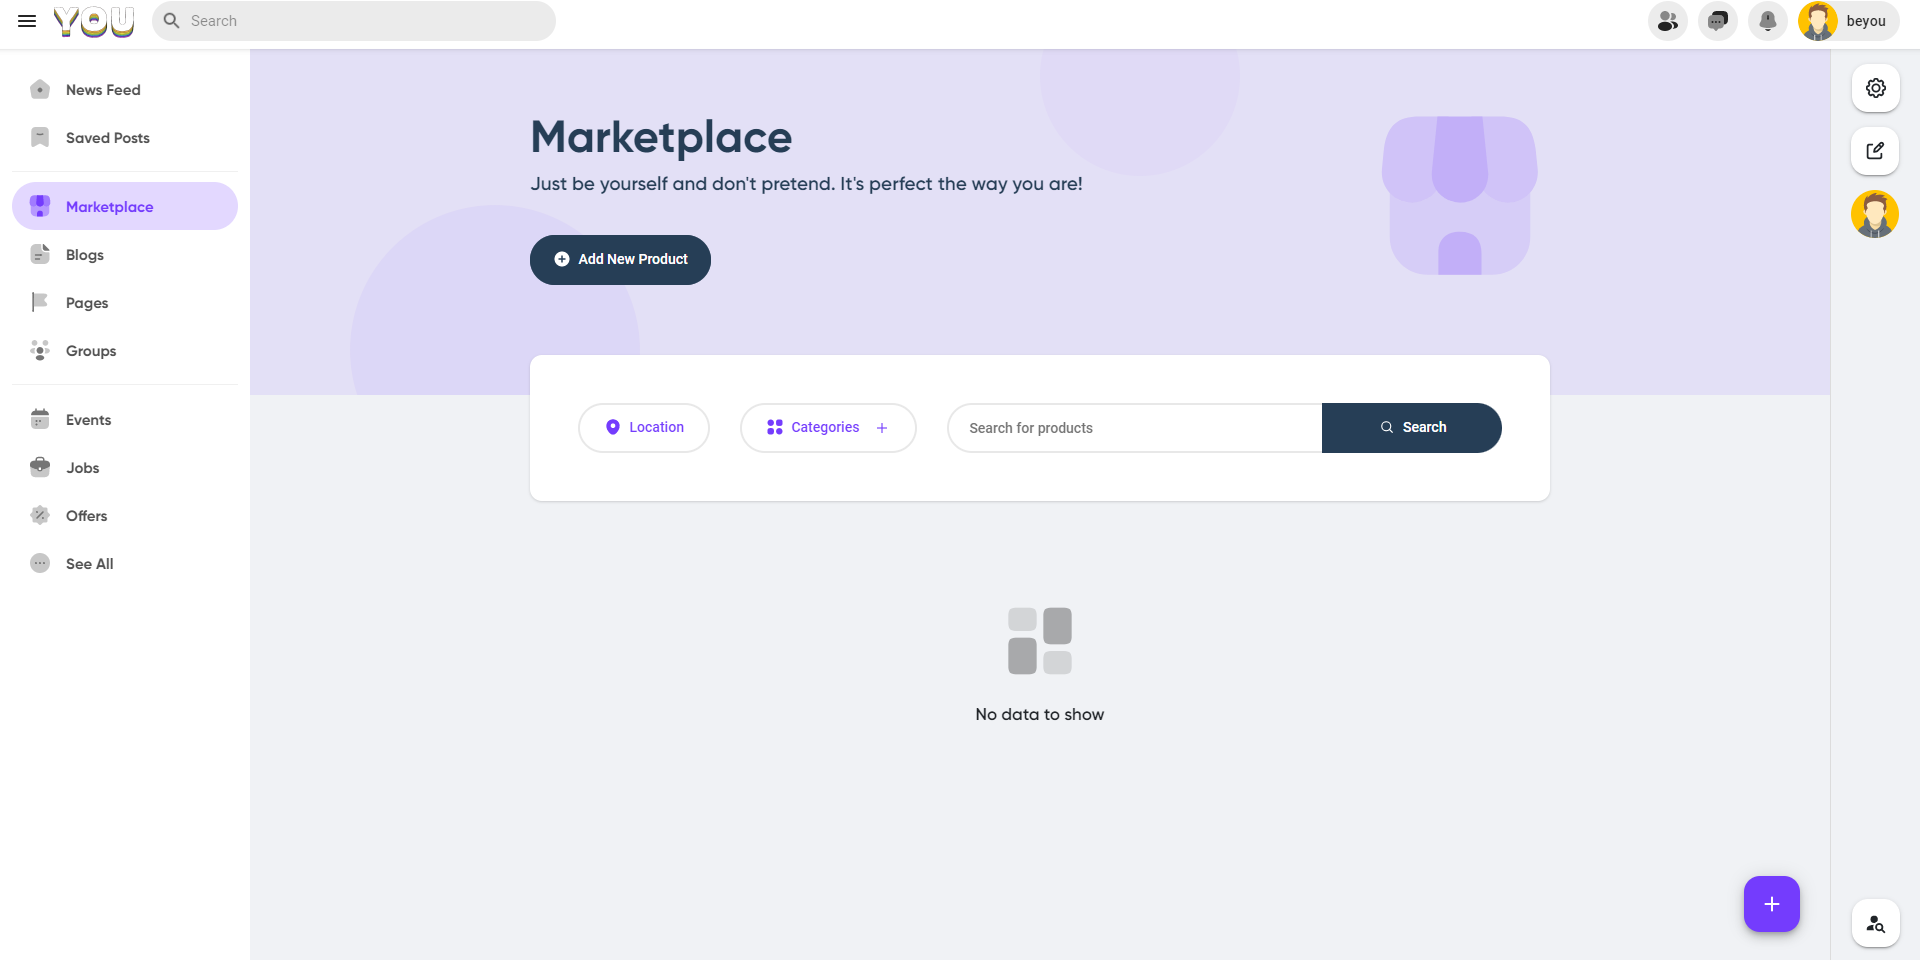 YOU
Search
beyou
News Feed
Saved Posts
Marketplace
Blogs
Pages
Groups
Events
Jobs
Offers
See All
Marketplace
Just be yourself and don't pretend. It's perfect the way you are!
Add New Product
Location
Categories
Search for products
Search
No data to show